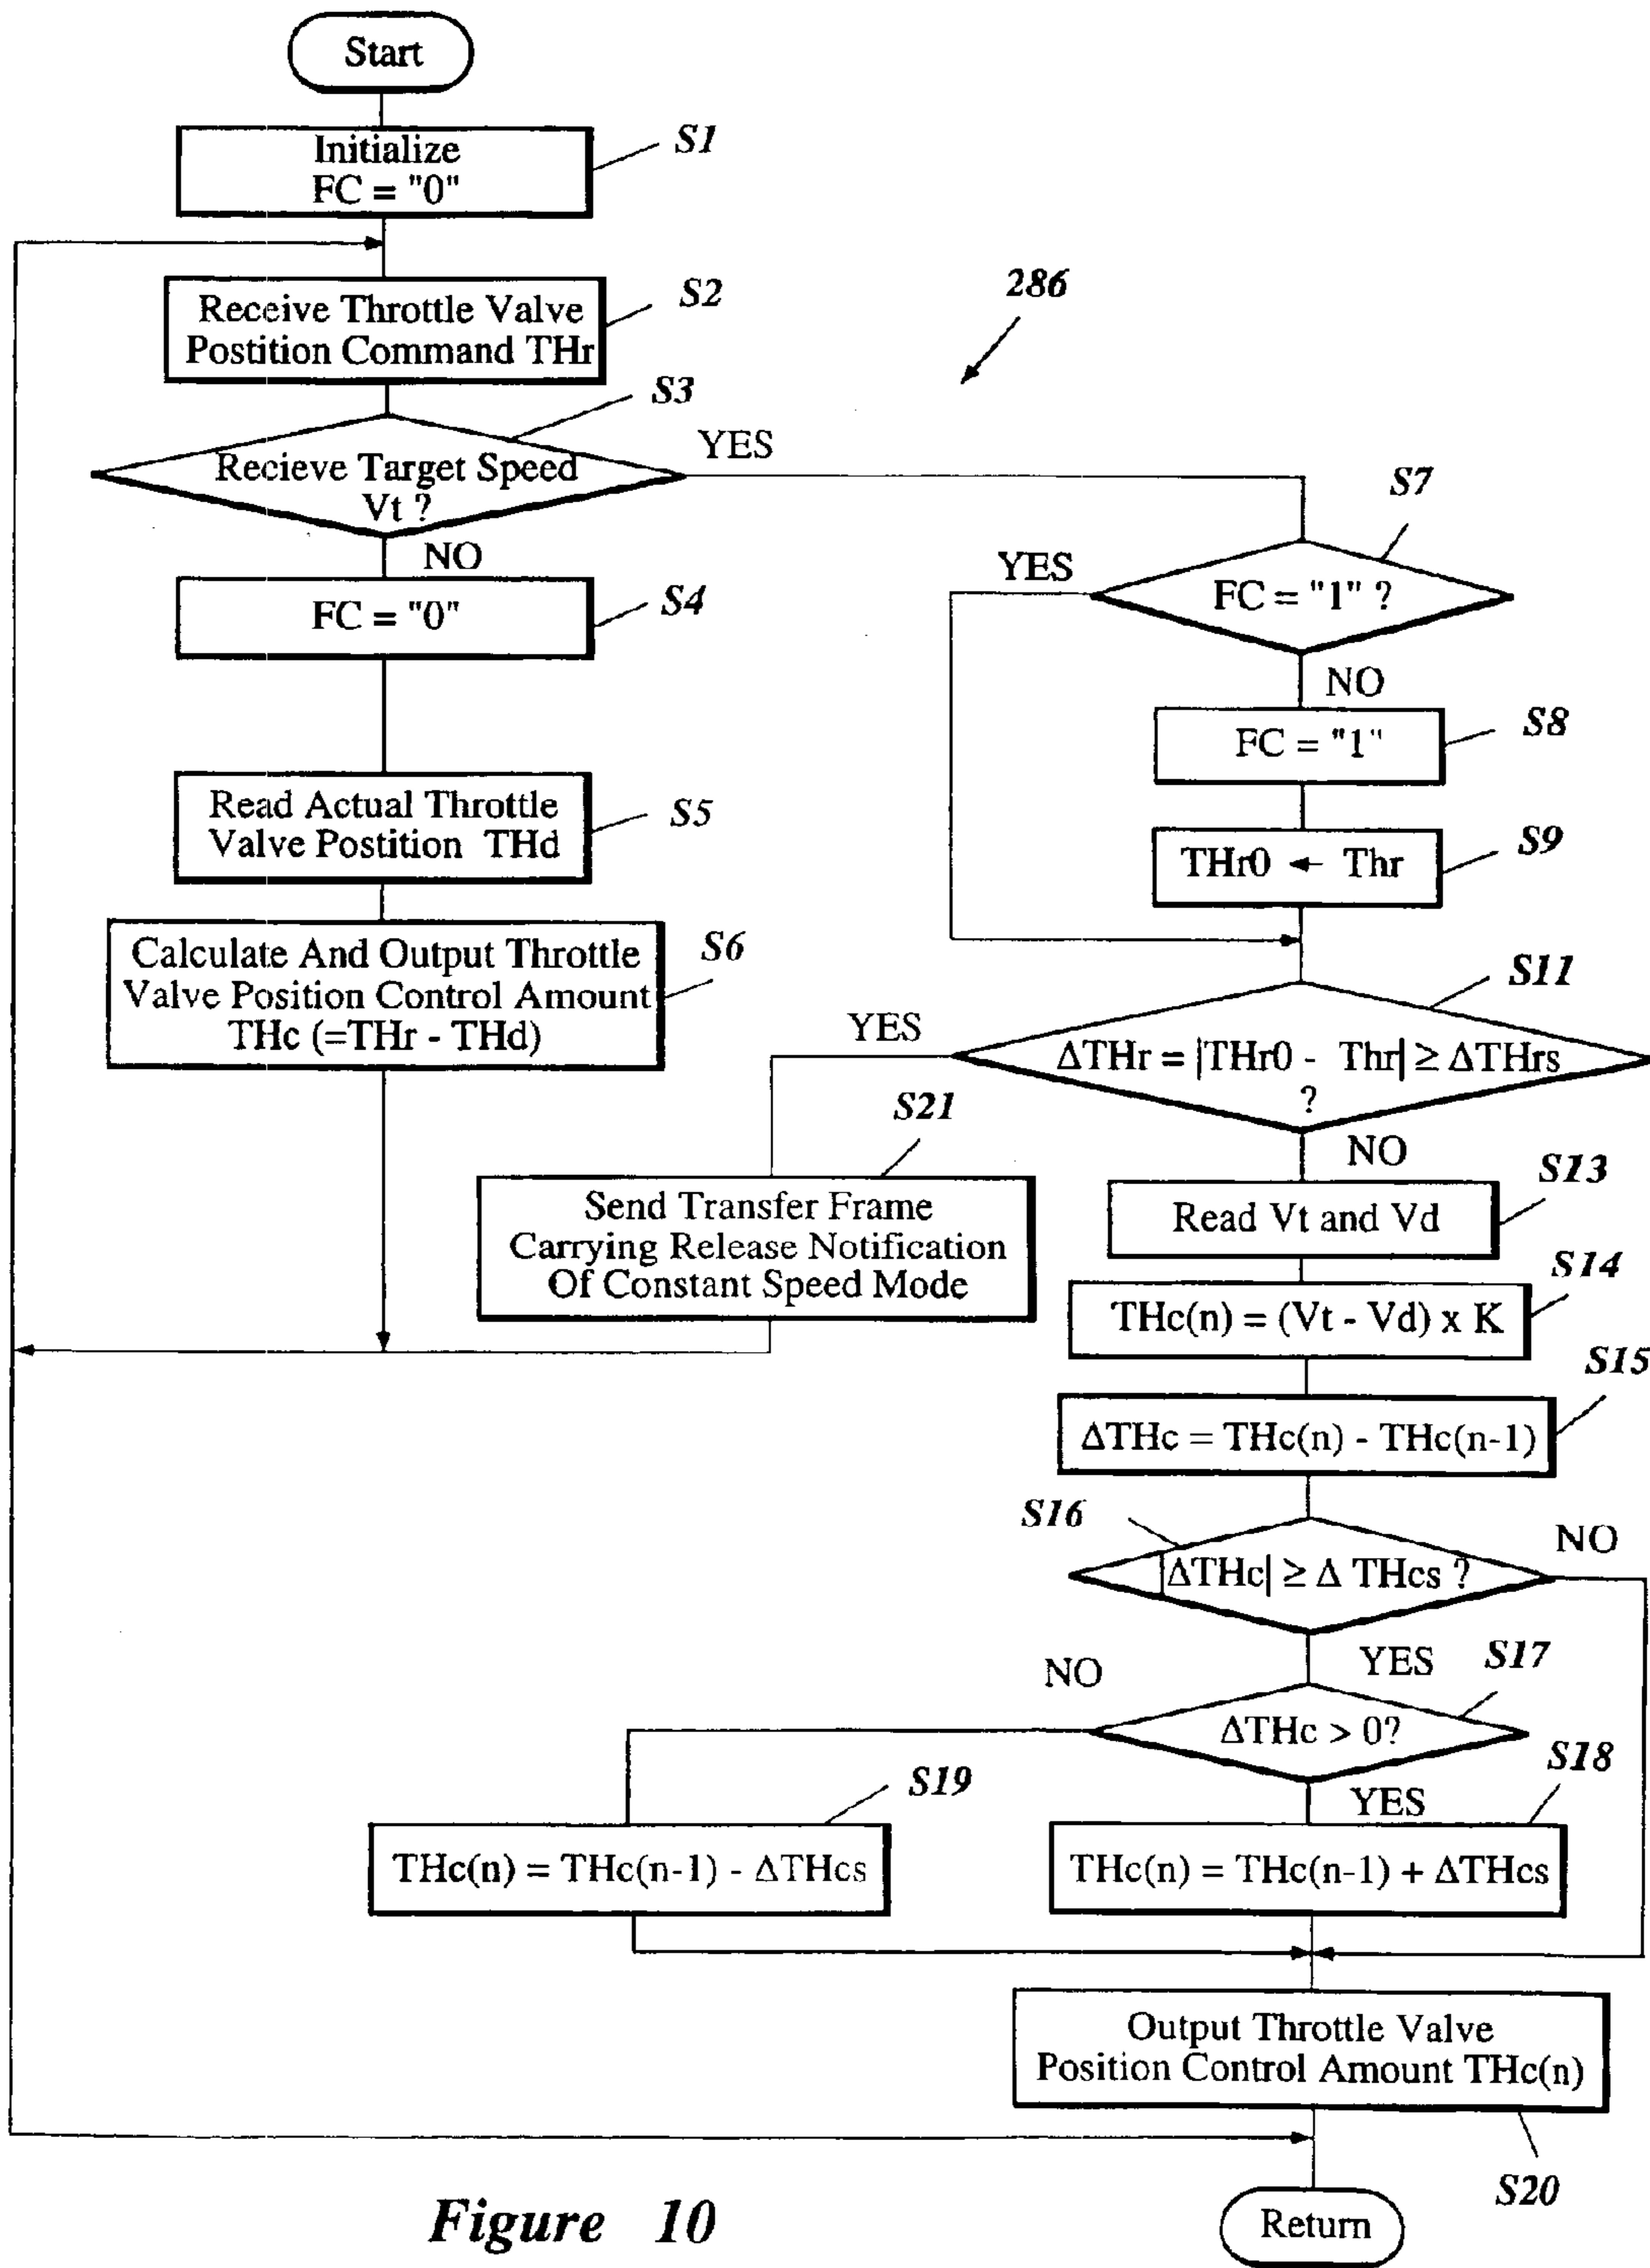 Start
Initialize
FC = "0"
S1
Receive Throttle Valve
Postition Command THr
S2
286
Recieve Target Speed
Vt ?
S3
YES
NO
FC = "0"
S4
Read Actual Throttle
Valve Postition THd
S5
Calculate And Output Throttle
Valve Position Control Amount
THc (=THr - THd)
S6
S7
FC = "1" ?
YES
NO
FC = "1"
S8
THr0 ← Thr
S9
S11
ΔTHr = |THr0 - Thr| ≥ ΔTHrs
?
YES
NO
S21
Send Transfer Frame
Carrying Release Notification
Of Constant Speed Mode
Read Vt and Vd
S13
THc(n) = (Vt - Vd) x K
S14
ΔTHc = THc(n) - THc(n-1)
S15
S16
|ΔTHc| ≥ Δ THcs ?
NO
YES
S17
ΔTHc > 0?
NO
YES
S19
THc(n) = THc(n-1) - ΔTHcs
S18
THc(n) = THc(n-1) + ΔTHcs
Output Throttle Valve
Position Control Amount THc(n)
S20
Return
Figure 10